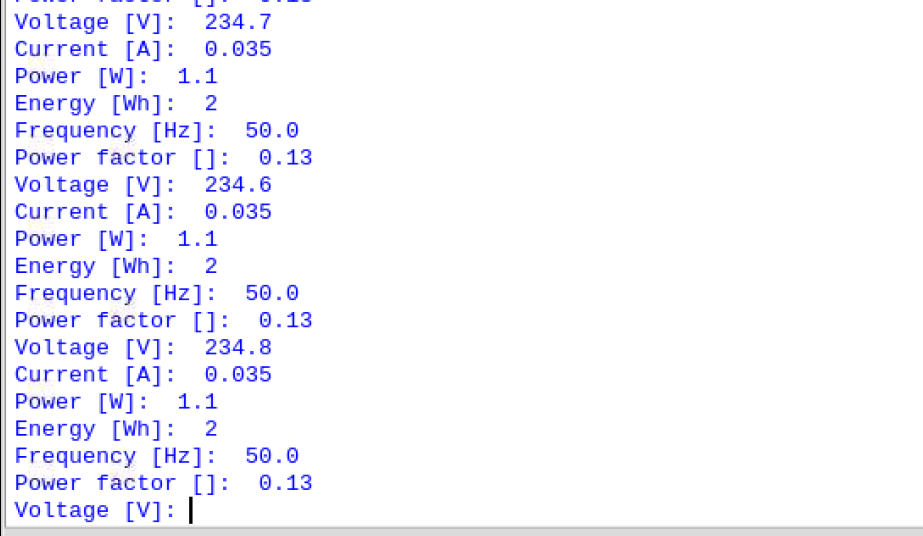 Voltage [V]:  234.7
Current [A]:  0.035
Power [W]:  1.1
Energy [Wh]:  2
Frequency [Hz]:  50.0
Power factor []:  0.13
Voltage [V]:  234.6
Current [A]:  0.035
Power [W]:  1.1
Energy [Wh]:  2
Frequency [Hz]:  50.0
Power factor []:  0.13
Voltage [V]:  234.8
Current [A]:  0.035
Power [W]:  1.1
Energy [Wh]:  2
Frequency [Hz]:  50.0
Power factor []:  0.13
Voltage [V]: